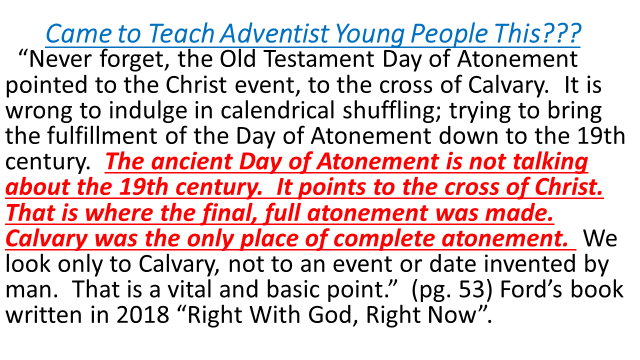 Came to Teach Adventist Young People This???
“Never forget, the Old Testament Day of Atonement
pointed to the Christ event, to the cross of Calvary. It is
wrong to indulge in calendrical shuffling; trying to bring
the fulfillment of the Day of Atonement down to the 19th
century. The ancient Day of Atonement is not talking
about the 19th century. It points to the cross of Christ.
That is where the final, full atonement was made.
Calvary was the only place of complete atonement. We
look only to Calvary, not to an event or date invented by
man. That is a vital and basic point.” (pg. 53) Ford’s book
written in 2018 “Right With God, Right Now”.